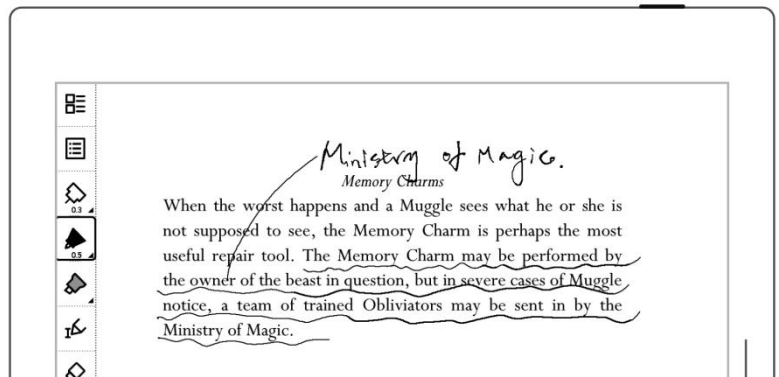 Ministry of Magic.
Memory Charms
0.3
When the worst happens and a Muggle sees what he or she is
not supposed to see, the Memory Charm is perhaps the most
0.5
useful repair tool. The Memory Charm may be performed by
the owner of the beast in question, but in severe cases of Muggle
notice, a team of trained Obliviators may be sent in by the
Ministry of Magic.